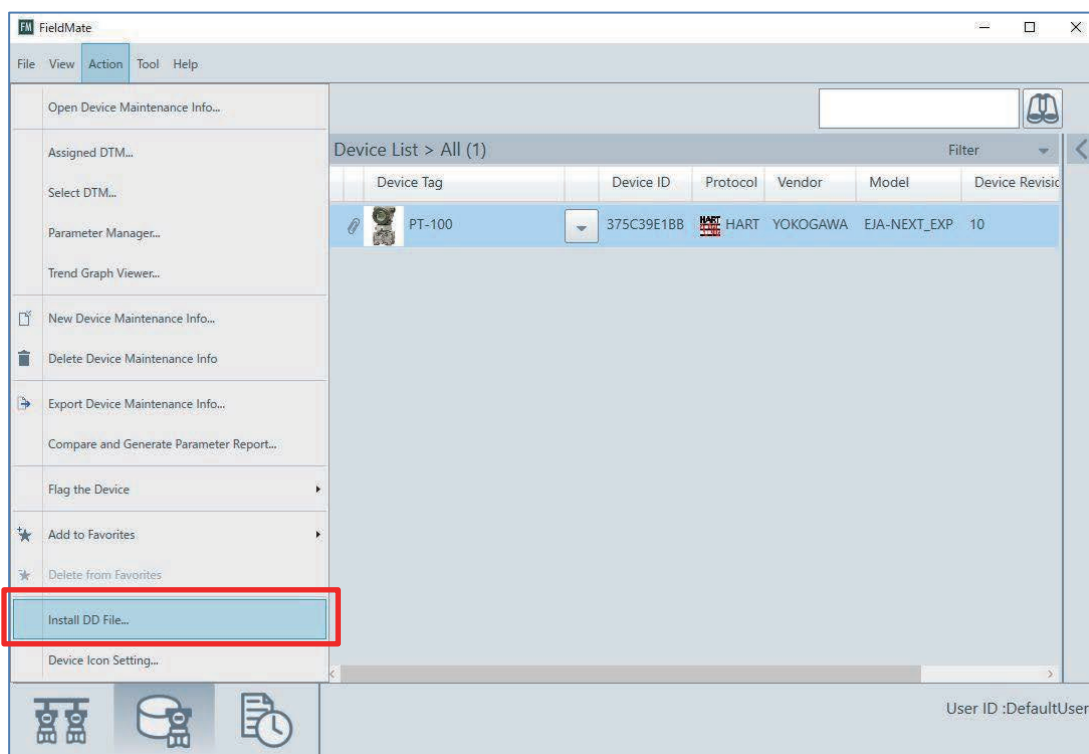 FM FieldMate
File View Action Tool Help
Open Device Maintenance Info...
Assigned DTM...
Select DTM...
Parameter Manager...
Trend Graph Viewer...
New Device Maintenance Info...
Delete Device Maintenance Info
Export Device Maintenance Info...
Compare and Generate Parameter Report...
Flag the Device
Add to Favorites
Delete from Favorites
Install DD File...
Device Icon Setting...
Device List > All (1) Filter
Device Tag Device ID Protocol Vendor Model Device Revisic
PT-100 375C39E1BB HART HART YOKOGAWA EJA-NEXT_EXP 10
User ID :DefaultUser